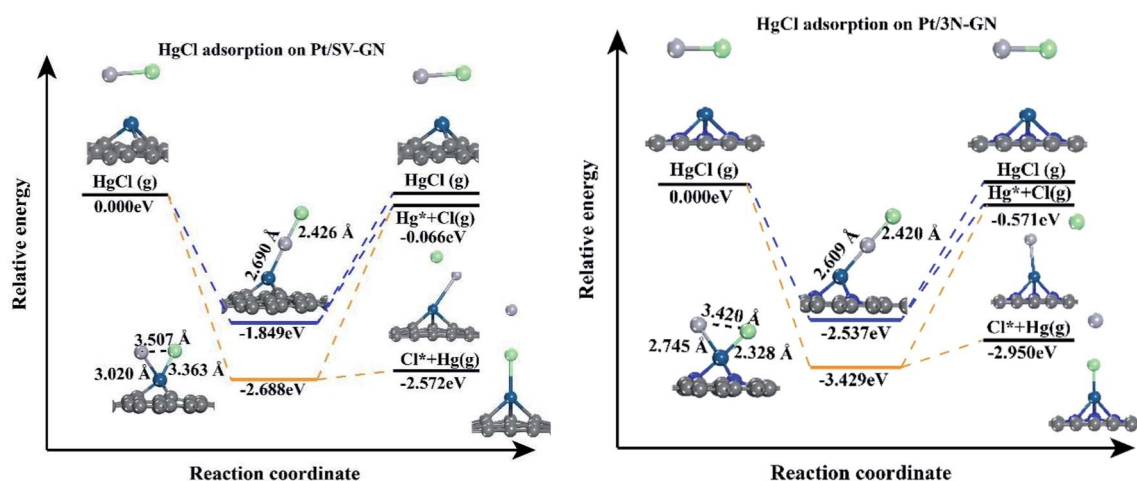 HgCl adsorption on Pt/SV-GN
Relative energy
HgCl (g)
0.000eV
2.690 Å
2.426 Å
-1.849eV
3.507 Å
3.020 Å
3.363 Å
-2.688eV
HgCl (g)
Hg*+Cl(g)
-0.066eV
Cl*+Hg(g)
-2.572eV
Reaction coordinate
HgCl adsorption on Pt/3N-GN
Relative energy
HgCl (g)
0.000eV
2.609 Å
2.420 Å
-2.537eV
3.420 Å
2.745 Å
2.328 Å
-3.429eV
HgCl (g)
Hg*+Cl(g)
-0.571eV
Cl*+Hg(g)
-2.950eV
Reaction coordinate